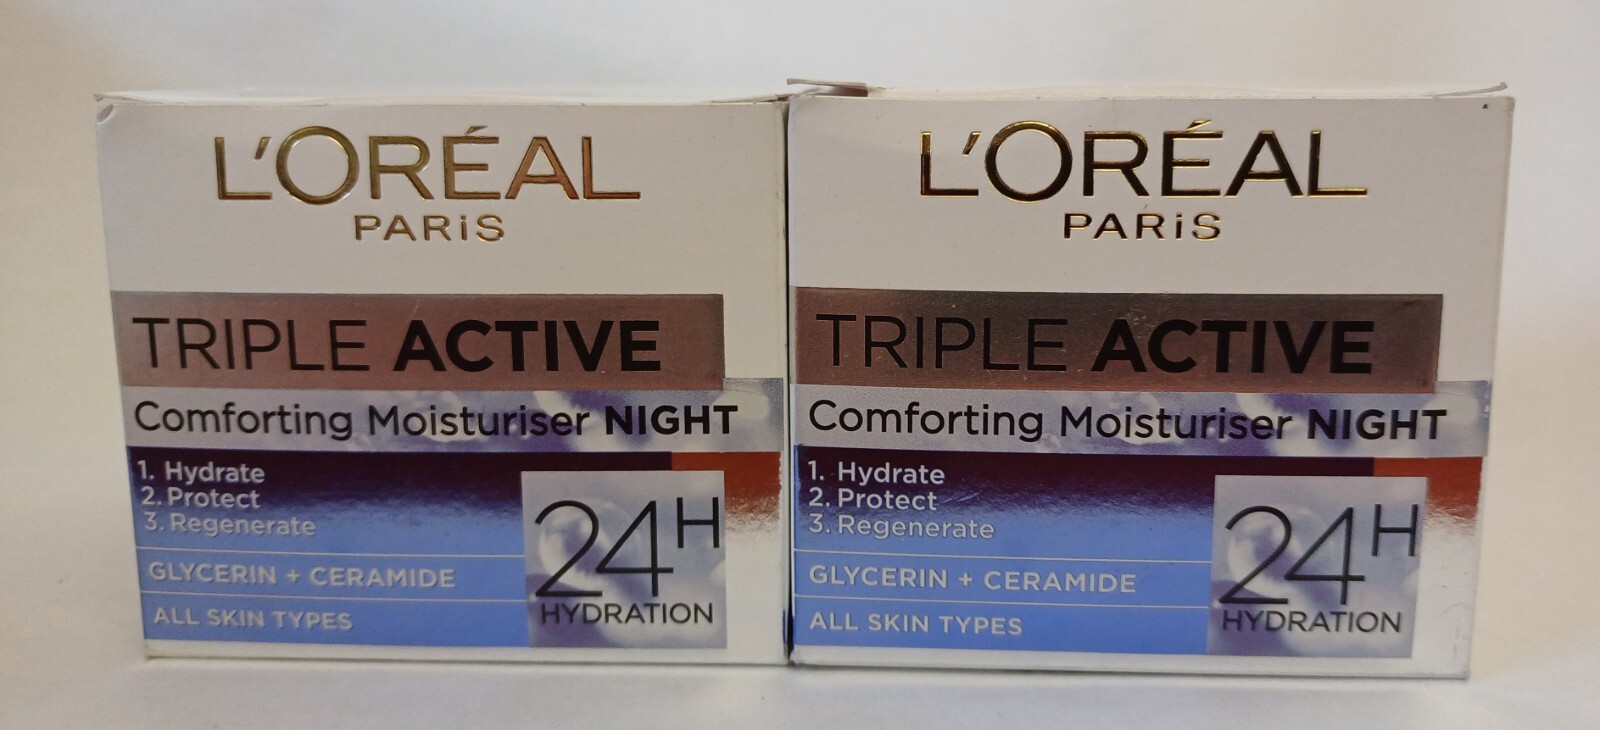 L'ORÉAL
PARiS
TRIPLE ACTIVE
Comforting Moisturiser NIGHT
1. Hydrate
2. Protect
3. Regenerate
GLYCERIN + CERAMIDE
ALL SKIN TYPES
24H
HYDRATION
L'ORÉAL
PARiS
TRIPLE ACTIVE
Comforting Moisturiser NIGHT
1. Hydrate
2. Protect
3. Regenerate
GLYCERIN + CERAMIDE
ALL SKIN TYPES
24H
HYDRATION